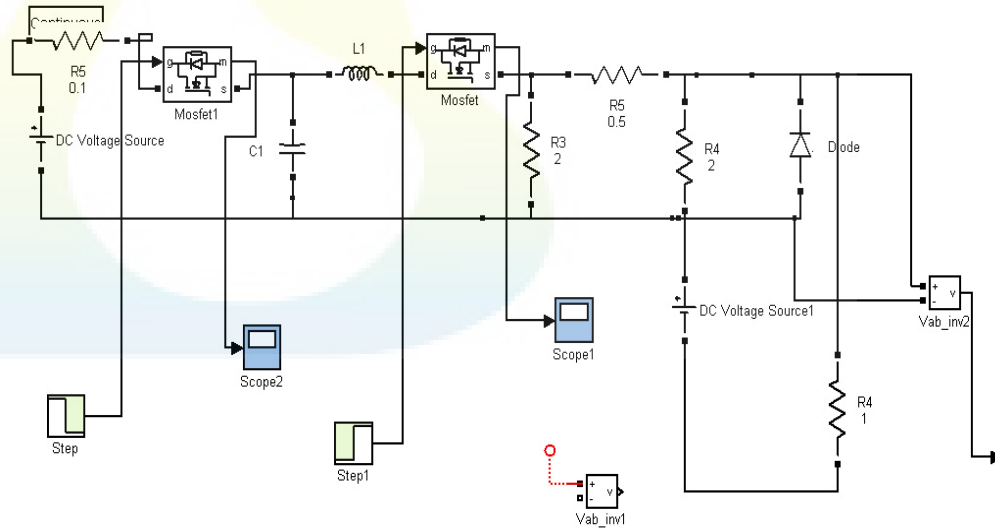 Continuous
R5
0.1
DC Voltage Source
g
m
d
s
Mosfet1
C1
L1
g
m
d
s
Mosfet
R3
2
R5
0.5
R4
2
Diode
DC Voltage Source1
+
-
v
Vab_inv2
Scope2
Scope1
Step
Step1
R4
1
+
-
v
Vab_inv1